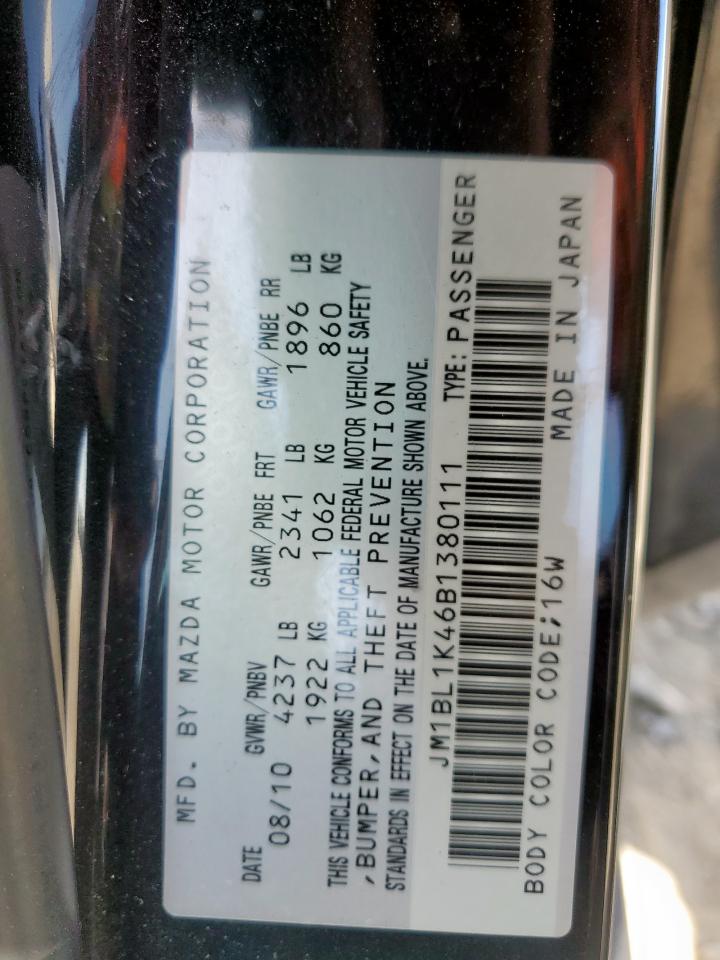 MFD. BY MAZDA MOTOR CORPORATION
DATE GVWR/PNBV GAWR/PNBE FRT GAWR/PNBE RR
08/10 4237 LB 2341 LB 1896 LB
1922 KG 1062 KG 860 KG
THIS VEHICLE CONFORMS TO ALL APPLICABLE FEDERAL MOTOR VEHICLE SAFETY
,BUMPER,AND THEFT PREVENTION
STANDARDS IN EFFECT ON THE DATE OF MANUFACTURE SHOWN ABOVE.
JM1BL1K46B1380111 TYPE: PASSENGER
BODY COLOR CODE;16W MADE IN JAPAN